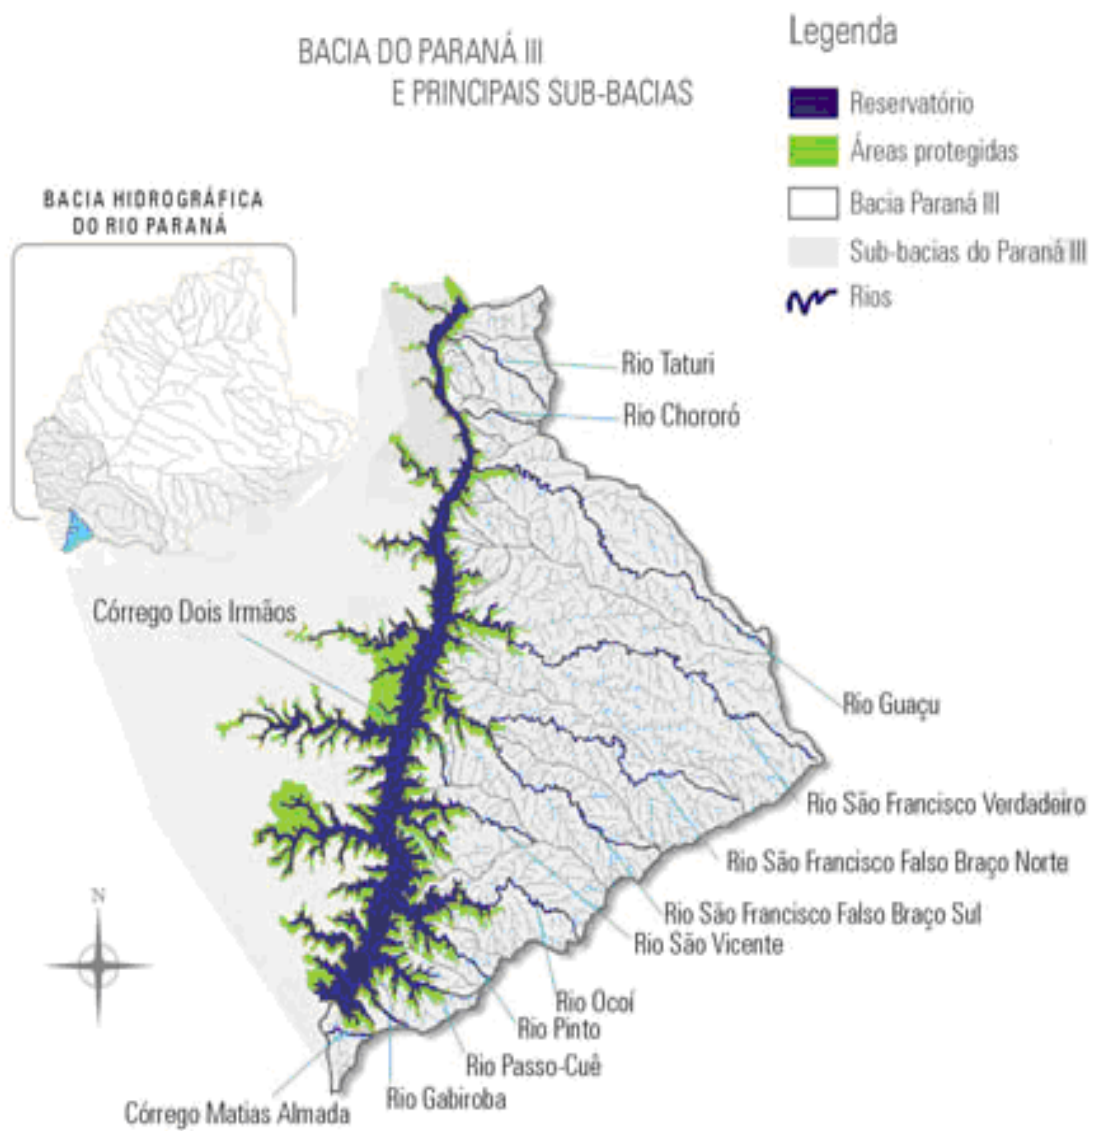 BACIA DO PARANÁ III
E PRINCIPAIS SUB-BACIAS
Legenda
Reservatório
Áreas protegidas
Bacia Paraná III
Sub-bacias do Paraná III
Rios
BACIA HIDROGRÁFICA
DO RIO PARANÁ
Rio Taturi
Rio Chororó
Córrego Dois Irmãos
Rio Guaçu
Rio São Francisco Verdadeiro
Rio São Francisco Falso Braço Norte
Rio São Francisco Falso Braço Sul
Rio São Vicente
N
Rio Ocoí
Rio Pinto
Rio Passo-Cuê
Rio Gabiroba
Córrego Matias Almada